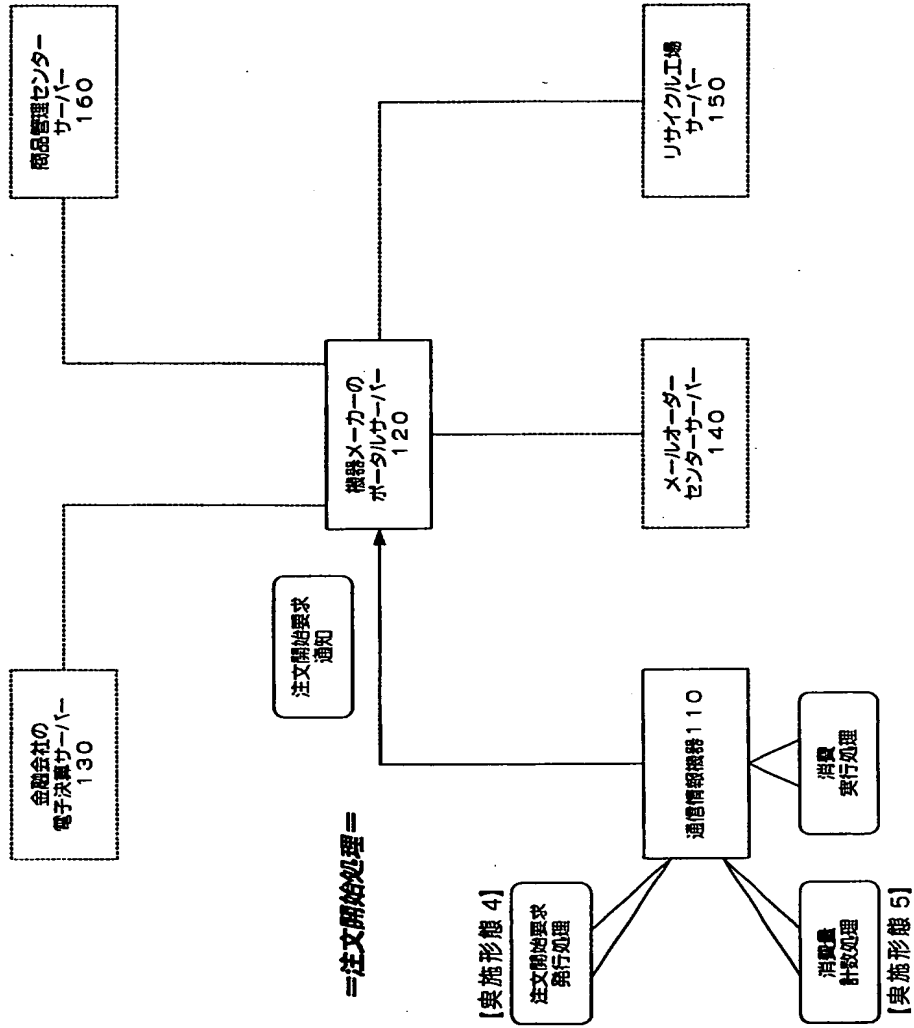 =注文開始処理=
金融会社の
電子決算サーバー
130
商品管理センター
サーバー
160
注文開始要求
通知
機器メーカーの
ポータルサーバー
120
【実施形態 4】
注文開始要求
発行処理
通信情報機器110
メールオーダー
センターサーバー
140
リサイクル工場
サーバー
150
消費量
計数処理
【実施形態 5】
消費
実行処理